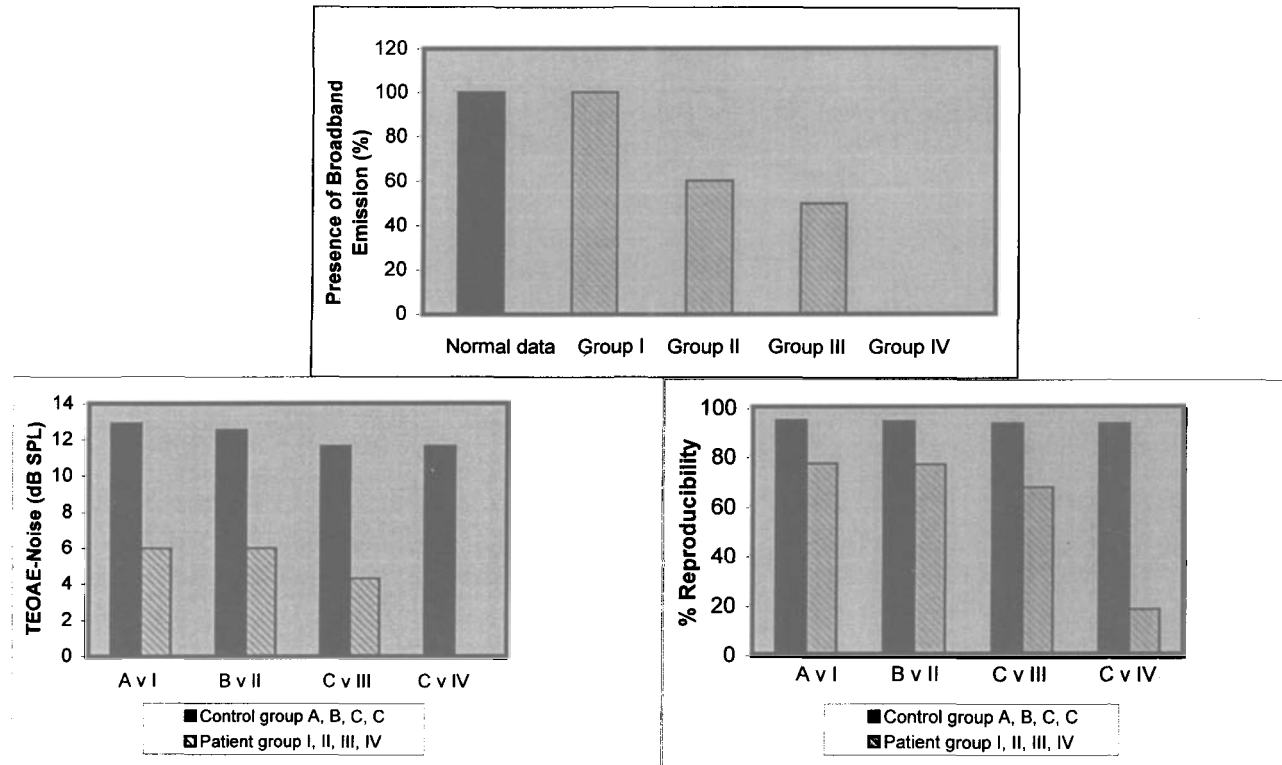 Presence of Broadband
Emission (%)
120
100
80
60
40
20
0
Normal data Group I Group II Group III Group IV
TEOAE-Noise (dB SPL)
14
12
10
8
6
4
2
0
A v I B v II C v III C v IV
Control group A, B, C, C
Patient group I, II, III, IV
% Reproducibility
100
80
60
40
20
0
A v I B v II C v III C v IV
Control group A, B, C, C
Patient group I, II, III, IV